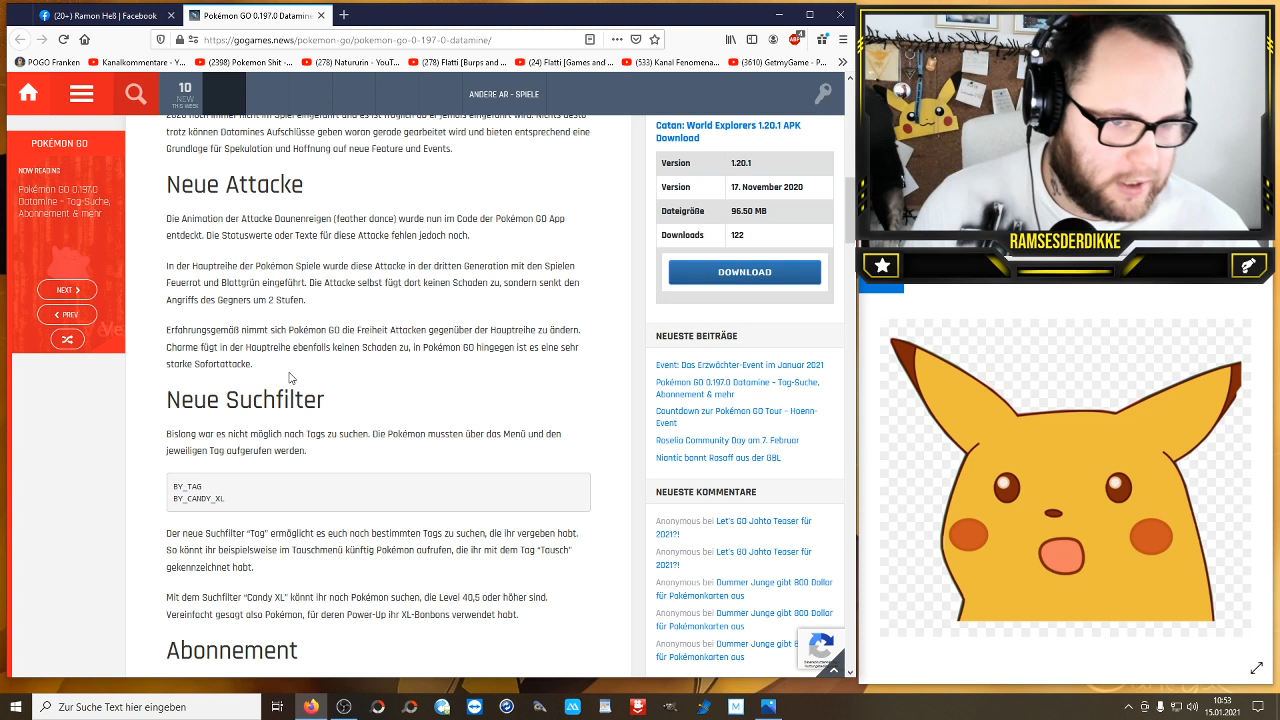 (20+) Ramon Heß | Facebook
Pokémon GO 0.197.0 Datamine
https://gogames.news/pokemon-go/pokemon-go-0-197-0-datamine/
POGO Franken
Kanalkommentare - Y...
(2398) Pokemon Shit -...
(278) Natururin - YouT...
(278) Flatti [Burps and ...
(24) Flatti [Games and ...
(533) Kanal Fenomena...
(3610) GetmyGame - P...
10
NEW
THIS WEEK
ANDERE AR - SPIELE
POKÉMON GO
NOW READING
Pokémon GO 0.197.0
Datamine – Tag-Suche,
Abonnement & mehr
NEXT
PREV
trotz können Datamines Aufschlüsse geben woran gerade gearbeitet wird und bieten entsprechend eine
Grundlage für Spekulation und Hoffnung auf neue Feature und Events.
Neue Attacke
Die Animation der Attacke Daunenreigen (feather dance) wurde nun im Code der Pokémon GO App
entdeckt. Die Statuswerte oder Texte für diese Attacke fehlen jedoch noch.
In der Hauptreihe der Pokémon Spiele wurde diese Attacke in der dritten Generation mit den Spielen
Feuerrot und Blattgrün eingeführt. Die Attacke selbst fügt dort keinen Schaden zu, sondern senkt den
Angriffs des Gegners um 2 Stufen.
Erfahrungsgemäß nimmt sich Pokémon GO die Freiheit Attacken gegenüber der Hauptreihe zu ändern.
Charme fügt in der Hauptreihe ebenfalls keinen Schaden zu, in Pokémon GO hingegen ist es eine sehr
starke Sofortattacke.
Neue Suchfilter
Bislang war es nicht möglich nach Tags zu suchen. Die Pokémon mussten über das Menü und den
jeweiligen Tag aufgerufen werden.
BY_TAG
BY_CANDY_XL
Der neue Suchfilter "Tag" ermöglicht es euch nach bestimmten Tags zu suchen, die ihr vergeben habt.
So könnt ihr beispielsweise im Tauschmenü künftig Pokémon aufrufen, die ihr mit dem Tag "Tausch"
gekennzeichnet habt.
Mit dem Suchfilter "Candy XL" könnt ihr nach Pokémon suchen, die Level 40,5 oder höher sind.
Vereinfacht gesagt also Pokémon, für deren Power-Up ihr XL-Bonbons verwendet habt.
Abonnement
Catan: World Explorers 1.20.1 APK
Download
Version 1.20.1
Version 17. November 2020
Dateigröße 96.50 MB
Downloads 122
DOWNLOAD
NEUESTE BEITRÄGE
Event: Das Erzwächter-Event im Januar 2021
Pokémon GO 0.197.0 Datamine – Tag-Suche,
Abonnement & mehr
Countdown zur Pokémon GO Tour – Hoenn-
Event
Roselia Community Day am 7. Februar
Niantic bannt Rasaff aus der GBL
NEUESTE KOMMENTARE
Anonymous bei Let's GO Johto Teaser für
2021?!
Anonymous bei Let's GO Johto Teaser für
2021?!
Anonymous bei Dummer Junge gibt 800 Dollar
für Pokémonkarten aus
Anonymous bei Dummer Junge gibt 800 Dollar
für Pokémonkarten aus
Anonymous bei Dummer Junge gibt 8
für Pokémonkarten aus
RAMSESDERDIKKE
Zur Suche Text hier eingeben
10:53
15.01.2021